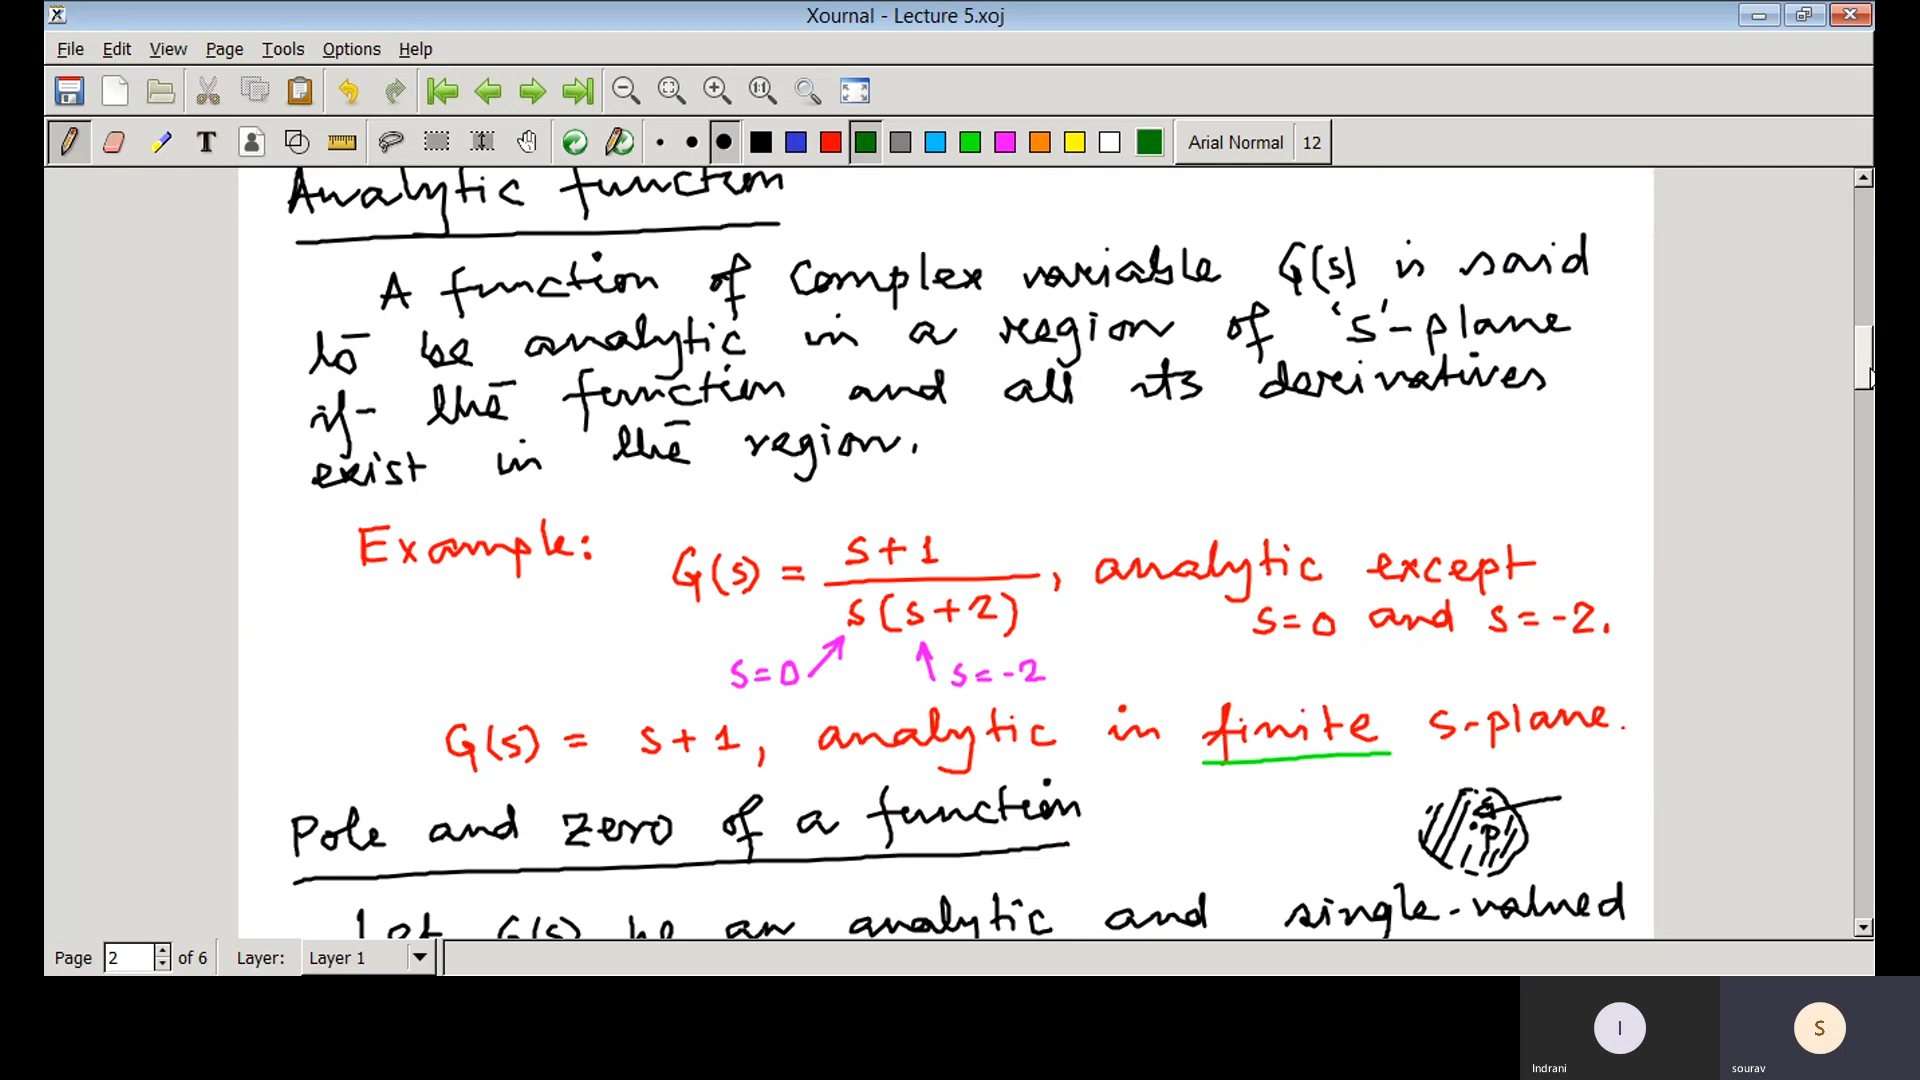 Xournal - Lecture 5.xoj
File Edit View Page Tools Options Help
Arial Normal 12
Analytic function
A function of complex variable G(s) is said
to be analytic in a region of 's'-plane
if the function and all its derivatives
exist in the region.
Example: G(s) = s+1 / s(s+2), analytic except
s=0 and s=-2.
s=0 s=-2
G(s) = s+1, analytic in finite s-plane.
Pole and zero of a function
p
Let G(s) be an analytic and single-valued
Page 2 of 6 Layer: Layer 1
I S
Indrani sourav